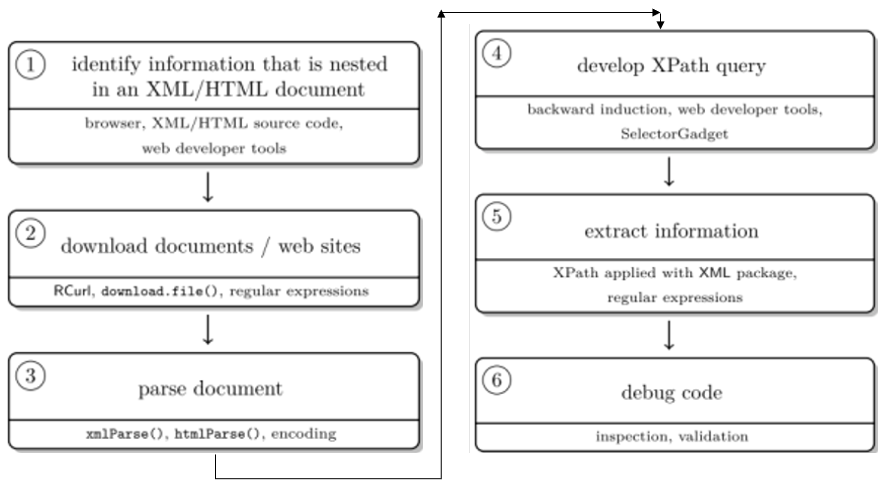 1
identify information that is nested
in an XML/HTML document
browser, XML/HTML source code,
web developer tools
2
download documents / web sites
RCurl, download.file(), regular expressions
3
parse document
xmlParse(), htmlParse(), encoding
4
develop XPath query
backward induction, web developer tools,
SelectorGadget
5
extract information
XPath applied with XML package,
regular expressions
6
debug code
inspection, validation